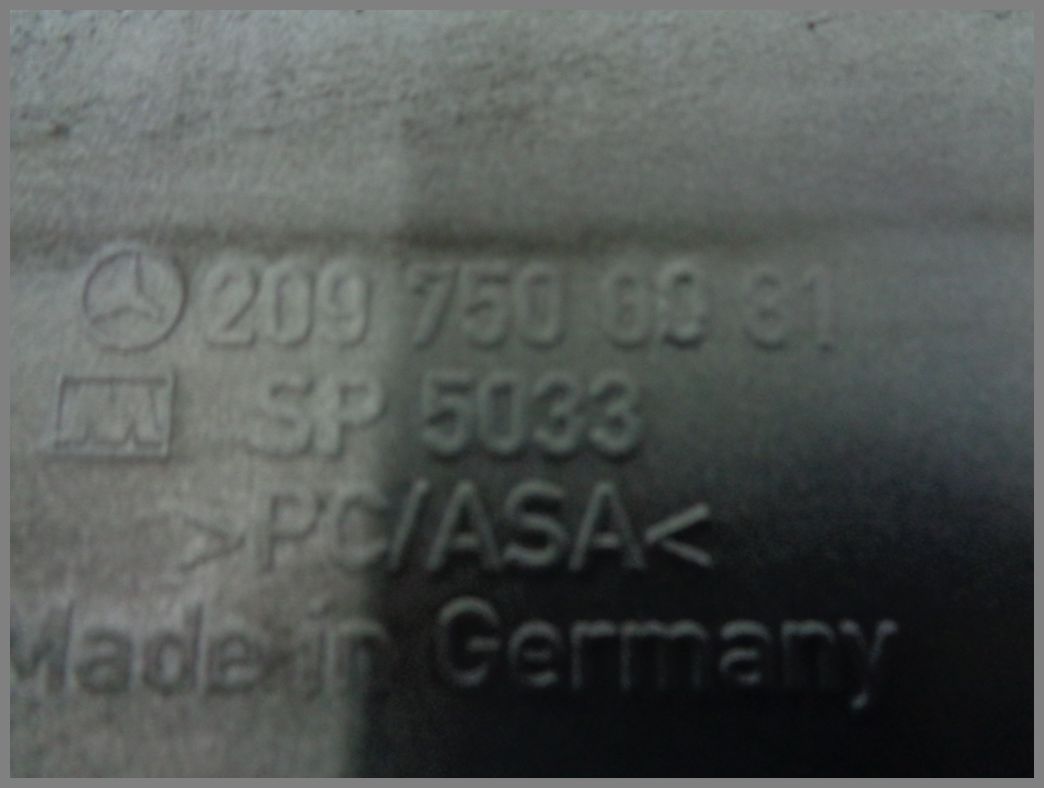 209 750 31
SP 5033
>PC/ASA<
Made in Germany